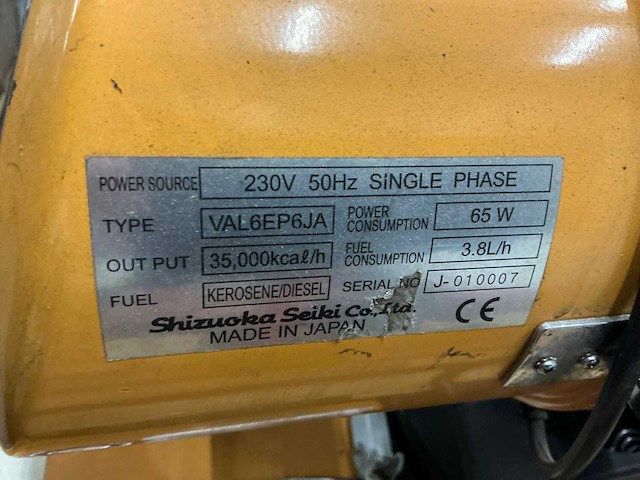 POWER SOURCE 230V 50Hz SINGLE PHASE
TYPE VAL6EP6JA POWER CONSUMPTION 65 W
OUT PUT 35,000kcaℓ/h FUEL CONSUMPTION 3.8L/h
FUEL KEROSENE/DIESEL SERIAL NO J-010007
Shizuoka Seiki Co.,Ltd. CE
MADE IN JAPAN